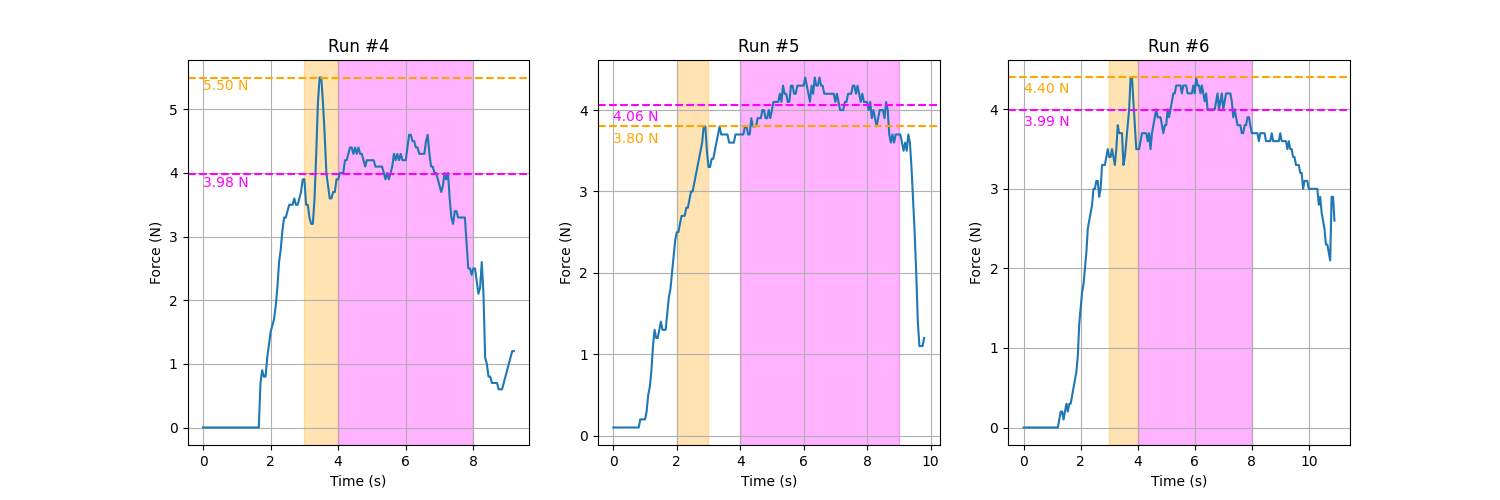 Run #4
5.50 N
3.98 N
Force (N)
0
1
2
3
4
5
0 2 4 6 8
Time (s)
Run #5
4.06 N
3.80 N
Force (N)
0
1
2
3
4
0 2 4 6 8 10
Time (s)
Run #6
4.40 N
3.99 N
Force (N)
0
1
2
3
4
0 2 4 6 8 10
Time (s)